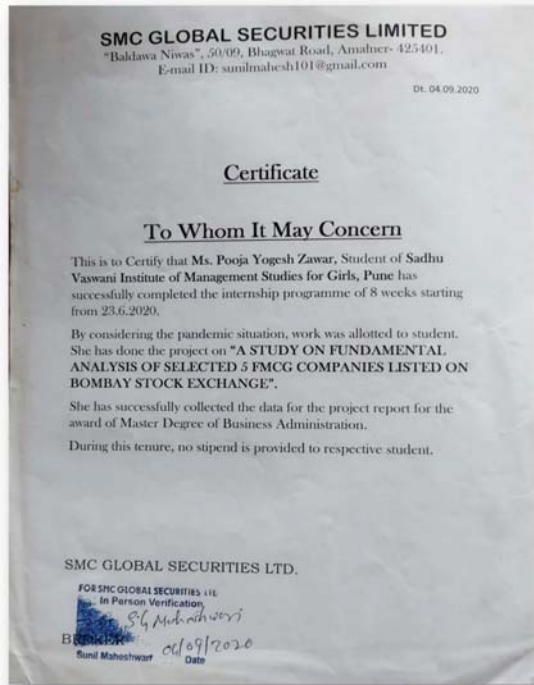 SMC GLOBAL SECURITIES LIMITED
“Baldawa Niwas”, 50/09, Bhagwat Road, Amalner- 425401.
E-mail ID: sunilmahesh101@gmail.com
Dt. 04.09.2020
Certificate
To Whom It May Concern
This is to Certify that Ms. Pooja Yogesh Zawar, Student of Sadhu
Vaswani Institute of Management Studies for Girls, Pune has
successfully completed the internship programme of 8 weeks starting
from 23.6.2020.
By considering the pandemic situation, work was allotted to student.
She has done the project on “A STUDY ON FUNDAMENTAL
ANALYSIS OF SELECTED 5 FMCG COMPANIES LISTED ON
BOMBAY STOCK EXCHANGE”.
She has successfully collected the data for the project report for the
award of Master Degree of Business Administration.
During this tenure, no stipend is provided to respective student.
SMC GLOBAL SECURITIES LTD.
FOR SMC GLOBAL SECURITIES LTD.
In Person Verification
S.G Maheshwari
BROKER
Sunil Maheshwari Date